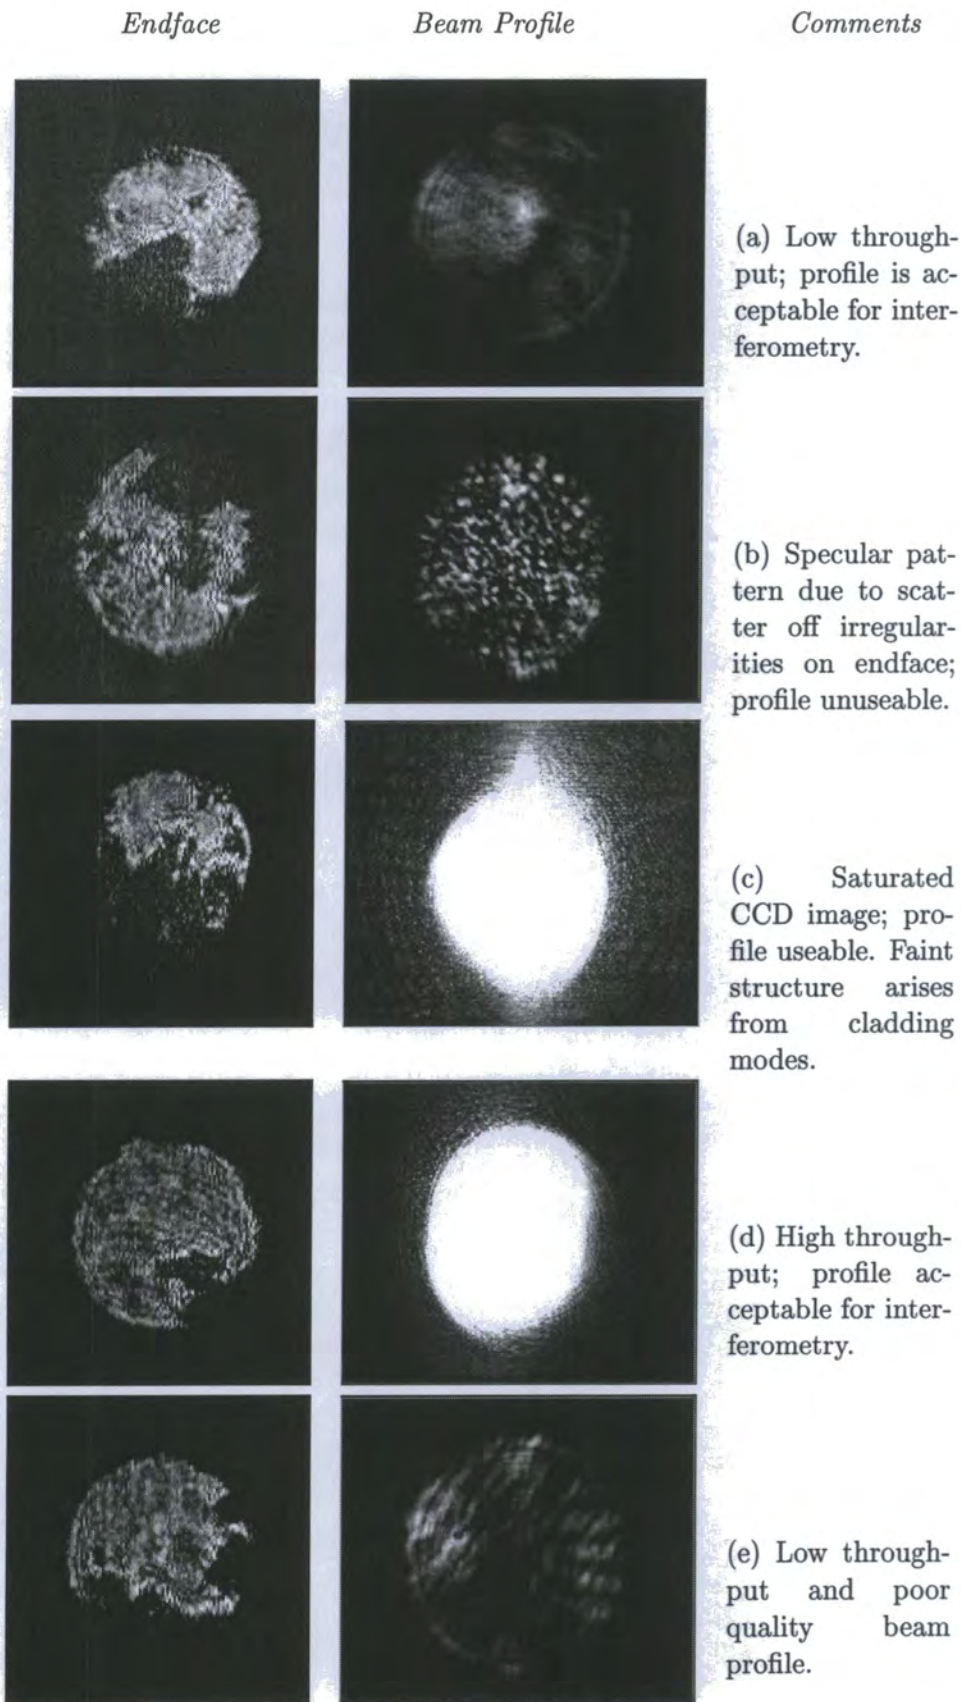 Endface Beam Profile Comments
(a) Low through-
put; profile is ac-
ceptable for inter-
ferometry.
(b) Specular pat-
tern due to scat-
ter off irregular-
ities on endface;
profile unuseable.
(c) Saturated
CCD image; pro-
file useable. Faint
structure arises
from cladding
modes.
(d) High through-
put; profile ac-
ceptable for inter-
ferometry.
(e) Low through-
put and poor
quality beam
profile.